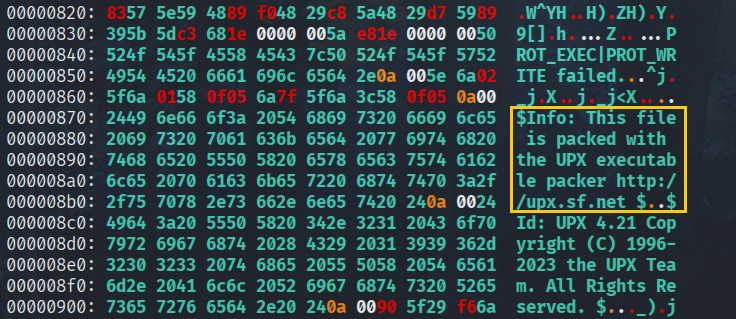 00000820: 8357 5e59 4889 f048 29c8 5a48 29d7 5989 .W^YH..H).ZH).Y.
00000830: 395b 5dc3 681e 0000 005a e81e 0000 0050 9[].h....Z.....P
00000840: 524f 545f 4558 4543 7c50 524f 545f 5752 ROT_EXEC|PROT_WR
00000850: 4954 4520 6661 696c 6564 2e0a 005e 6a02 ITE failed...^j.
00000860: 5f6a 0158 0f05 6a7f 5f6a 3c58 0f05 0a00 _j.X..j._j<X....
00000870: 2449 6e66 6f3a 2054 6869 7320 6669 6c65 $Info: This file
00000880: 2069 7320 7061 636b 6564 2077 6974 6820  is packed with 
00000890: 7468 6520 5550 5820 6578 6563 7574 6162 the UPX executab
000008a0: 6c65 2070 6163 6b65 7220 6874 7470 3a2f le packer http:/
000008b0: 2f75 7078 2e73 662e 6e65 7420 240a 0024 /upx.sf.net $..$
000008c0: 4964 3a20 5550 5820 342e 3231 2043 6f70 Id: UPX 4.21 Cop
000008d0: 7972 6967 6874 2028 4329 2031 3939 362d yright (C) 1996-
000008e0: 3230 3233 2074 6865 2055 5058 2054 6561 2023 the UPX Tea
000008f0: 6d2e 2041 6c6c 2052 6967 6874 7320 5265 m. All Rights Re
00000900: 7365 7276 6564 2e20 240a 0090 5f29 f66a served. $..._).j